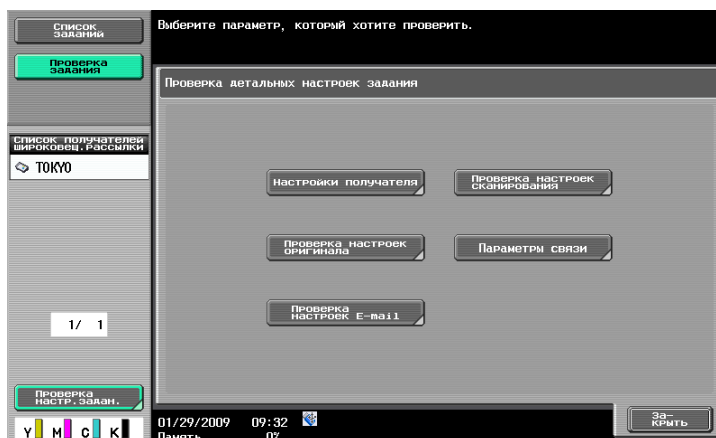 Список
заданий
Выберите параметр, который хотите проверить.
Проверка
задания
Проверка детальных настроек задания
Список получателей
широковец.рассылки
TOKYO
Настройки получателя
Проверка настроек
сканирования
Проверка настроек
оригинала
Параметры связи
Проверка
настроек E-mail
1/ 1
Проверка
настр.задан.
Y M C K
01/29/2009 09:32
Память 0%
За-
крыть